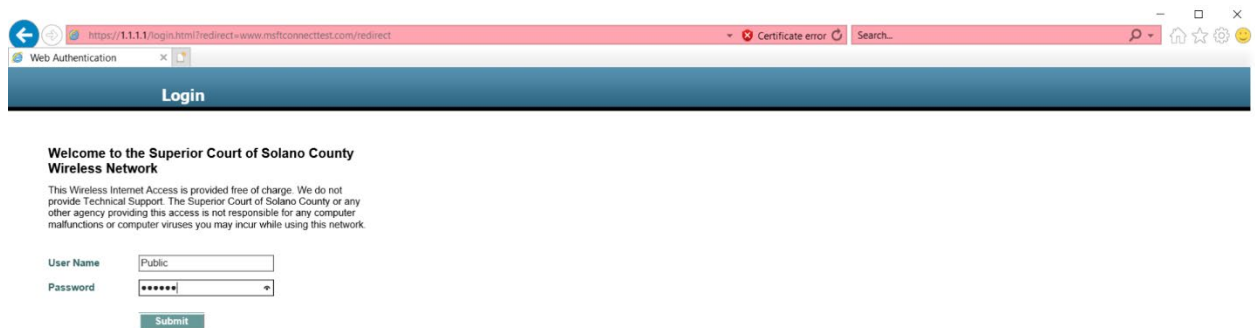 https://1.1.1.1/login.html?redirect=www.msftconnecttest.com/redirect
Certificate error
Search...
Web Authentication
Login
Welcome to the Superior Court of Solano County
Wireless Network
This Wireless Internet Access is provided free of charge. We do not
provide Technical Support. The Superior Court of Solano County or any
other agency providing this access is not responsible for any computer
malfunctions or computer viruses you may incur while using this network.
User Name Public
Password ••••••
Submit